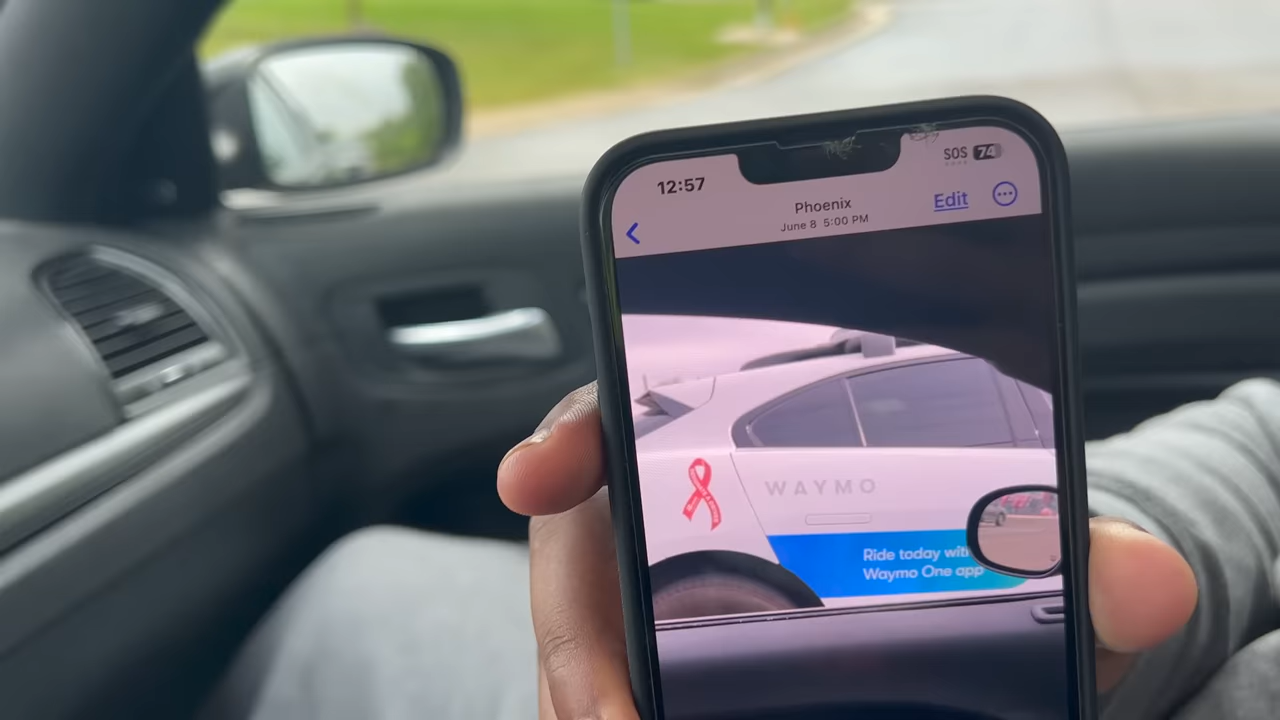 12:57
SOS 74
Phoenix
June 8 5:00 PM
Edit
WAYMO
Ride today with
Waymo One app